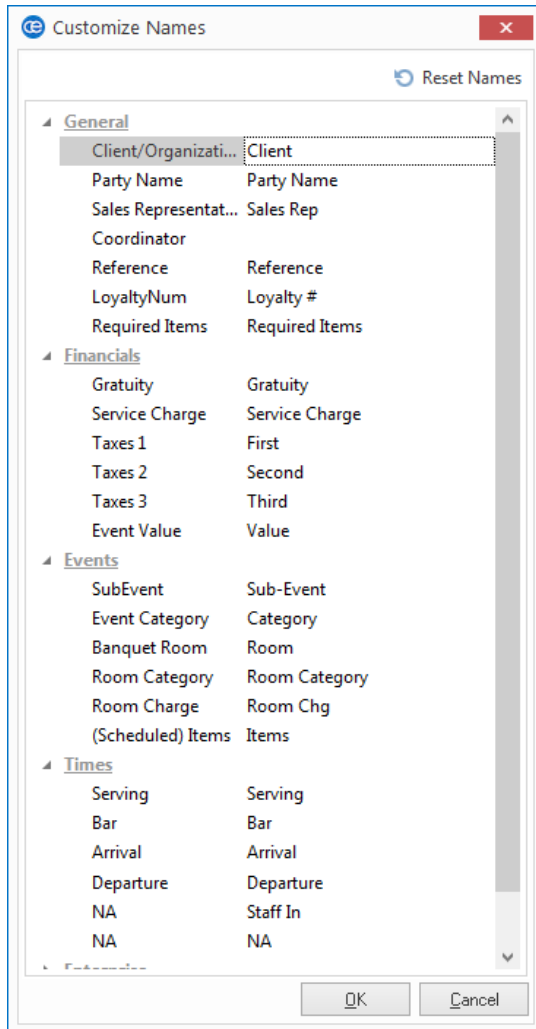 Customize Names
Reset Names
General
Client/Organizati... Client
Party Name Party Name
Sales Representat... Sales Rep
Coordinator
Reference Reference
LoyaltyNum Loyalty #
Required Items Required Items
Financials
Gratuity Gratuity
Service Charge Service Charge
Taxes 1 First
Taxes 2 Second
Taxes 3 Third
Event Value Value
Events
SubEvent Sub-Event
Event Category Category
Banquet Room Room
Room Category Room Category
Room Charge Room Chg
(Scheduled) Items Items
Times
Serving Serving
Bar Bar
Arrival Arrival
Departure Departure
NA Staff In
NA NA
OK Cancel